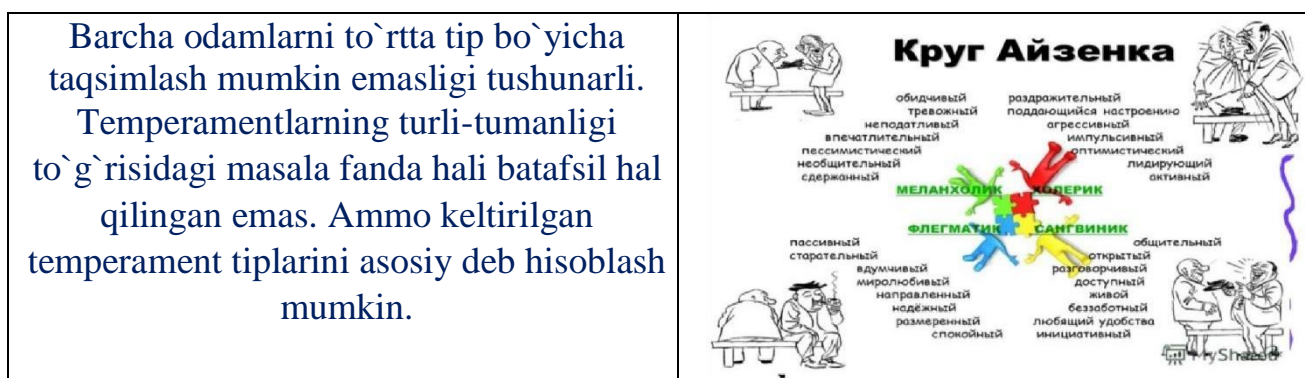 Barcha odamlarni to`rtta tip bo`yicha
taqsimlash mumkin emasligi tushunarli.
Temperamentlarning turli-tumanligi
to`g`risidagi masala fanda hali batafsil hal
qilingan emas. Ammo keltirilgan
temperament tiplarini asosiy deb hisoblash
mumkin.
Круг Айзенка
обидчивый
тревожный
неподатливый
впечатлительный
пессимистический
необщительный
сдержанный
МЕЛАНХОЛИК
раздражительный
поддающийся настроению
агрессивный
импульсивный
оптимистический
лидирующий
активный
ХОЛЕРИК
ФЛЕГМАТИК
пассивный
старательный
вдумчивый
миролюбивый
направленный
надёжный
размеренный
спокойный
САНГВИНИК
общительный
открытый
разговорчивый
доступный
живой
беззаботный
любящий удобства
инициативный
MyShared